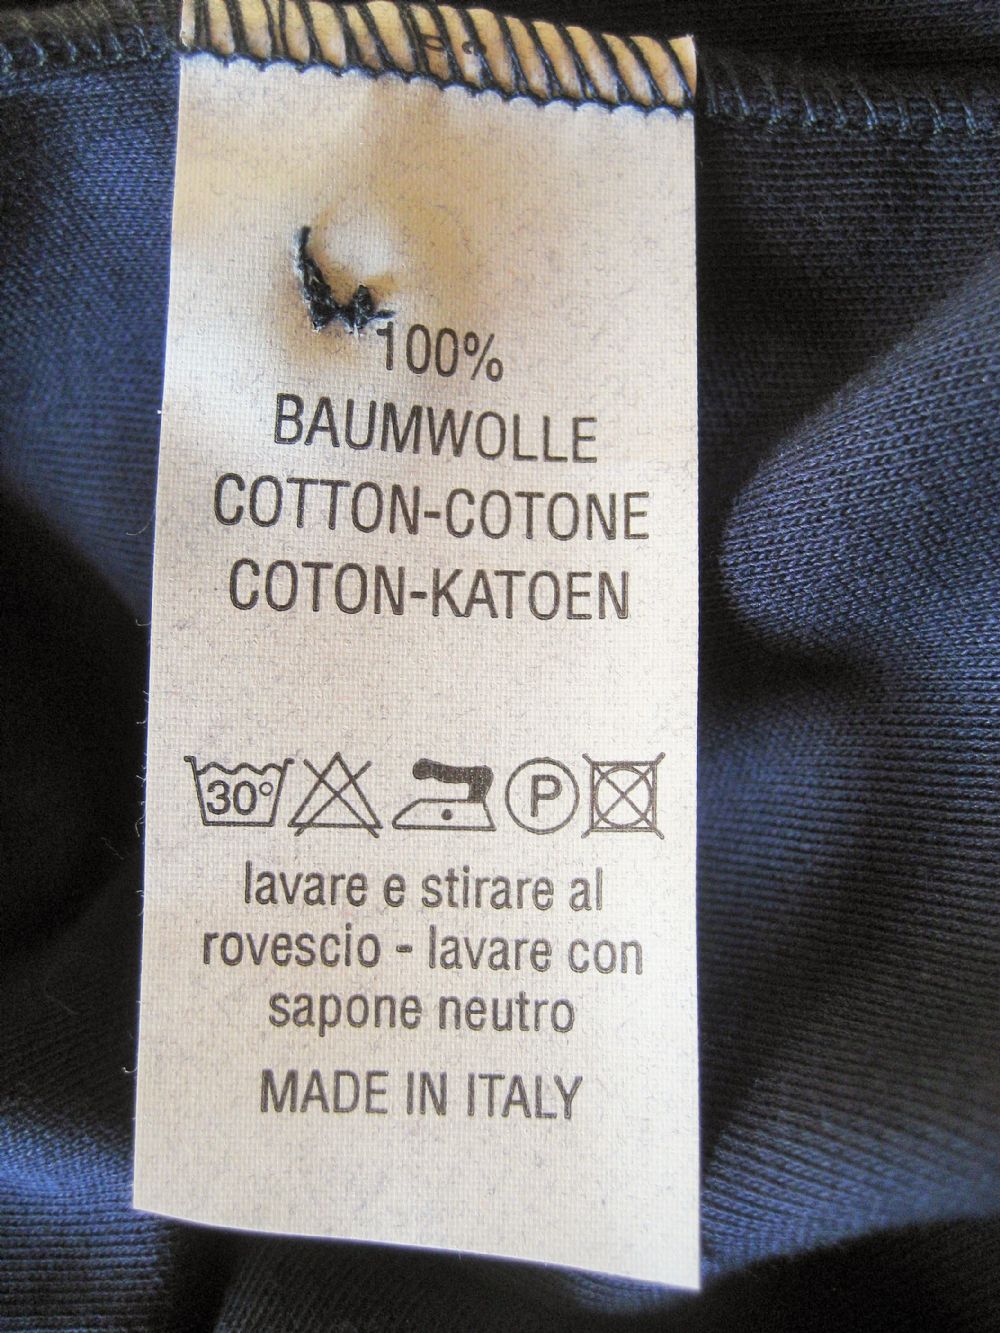 100%
BAUMWOLLE
COTTON-COTONE
COTON-KATOEN
30° P
lavare e stirare al
rovescio - lavare con
sapone neutro
MADE IN ITALY